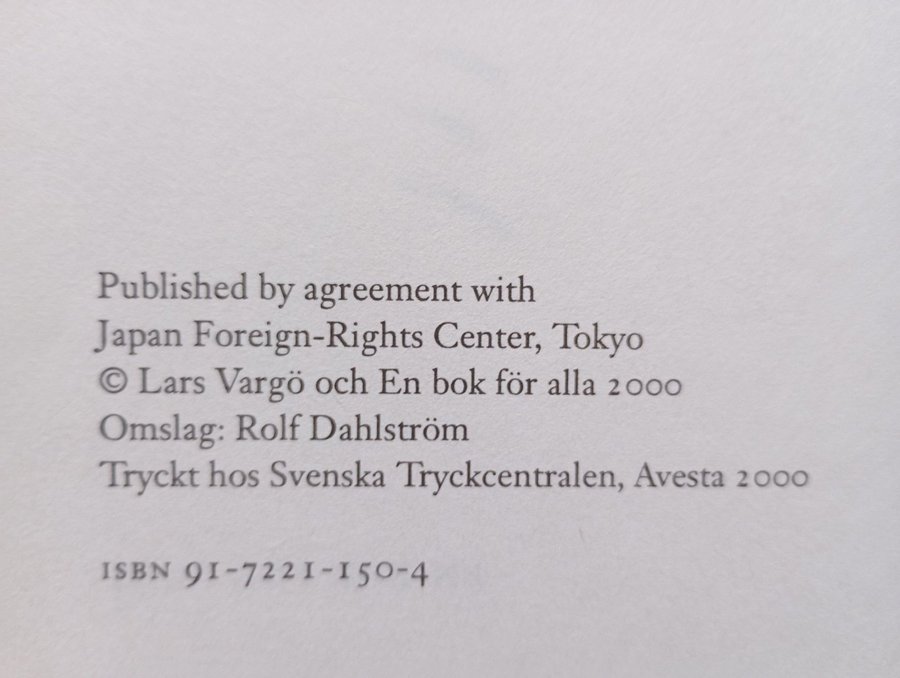 Published by agreement with
Japan Foreign-Rights Center, Tokyo
© Lars Vargö och En bok för alla 2000
Omslag: Rolf Dahlström
Tryckt hos Svenska Tryckcentralen, Avesta 2000
ISBN 91-7221-150-4